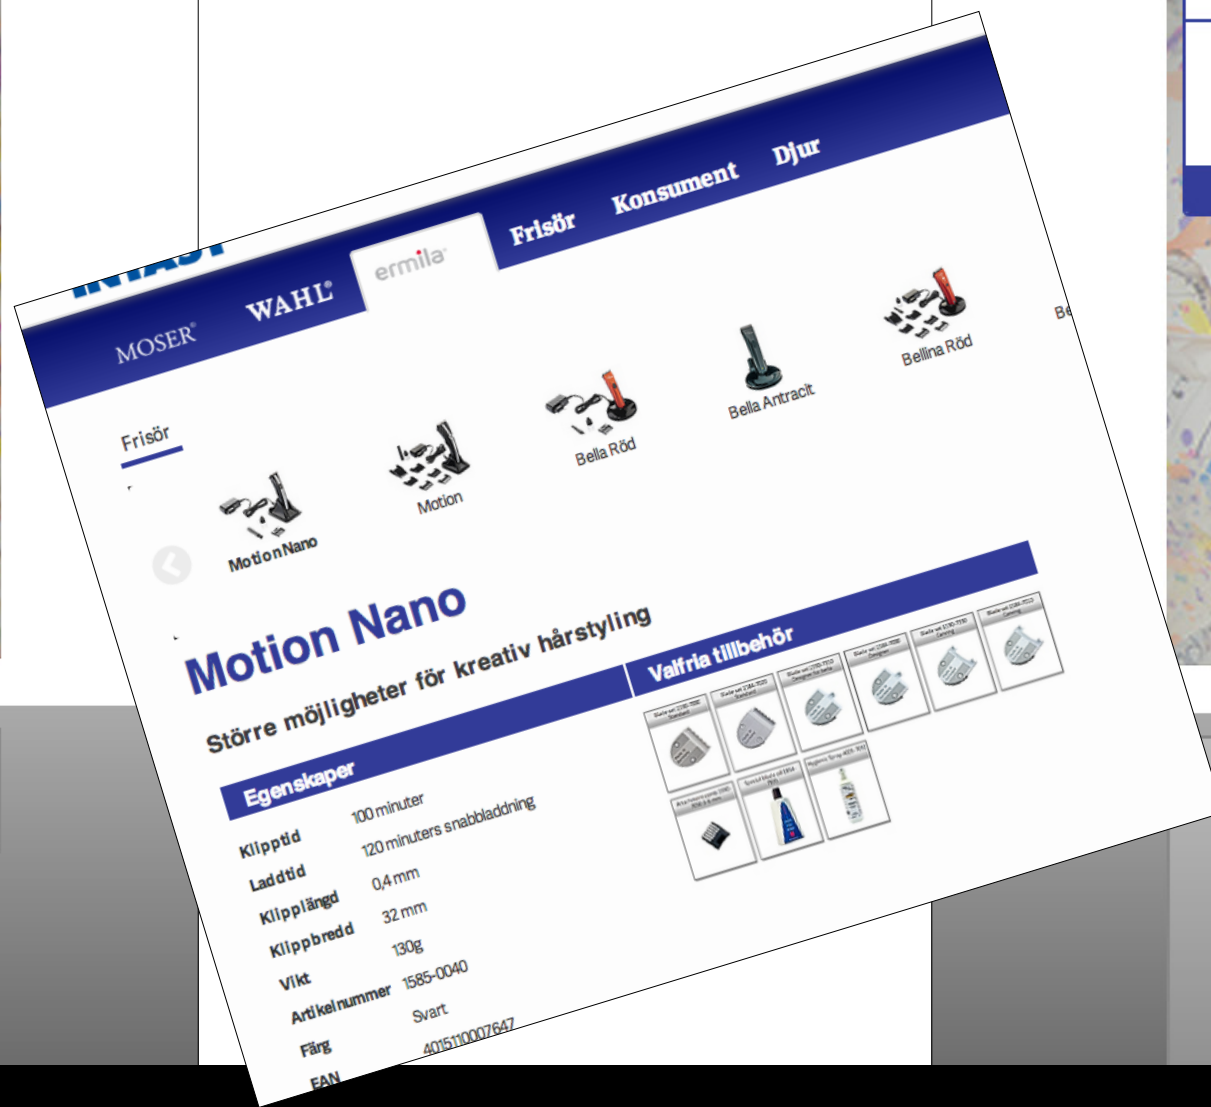 MOSER®
WAHL®
ermila
Frisör
Konsument
Djur
Frisör
Motion Nano
Motion
Bella Röd
Bella Antracit
Bellina Röd
Be
Motion Nano
Större möjligheter för kreativ hårstyling
Egenskaper
Klipptid 100 minuter
Laddtid 120 minuters snabbladdning
Klipplängd 0,4 mm
Klippbredd 32 mm
Vikt 130g
Artikelnummer 1585-0040
Färg Svart
EAN 4015110007647
Valfria tillbehör